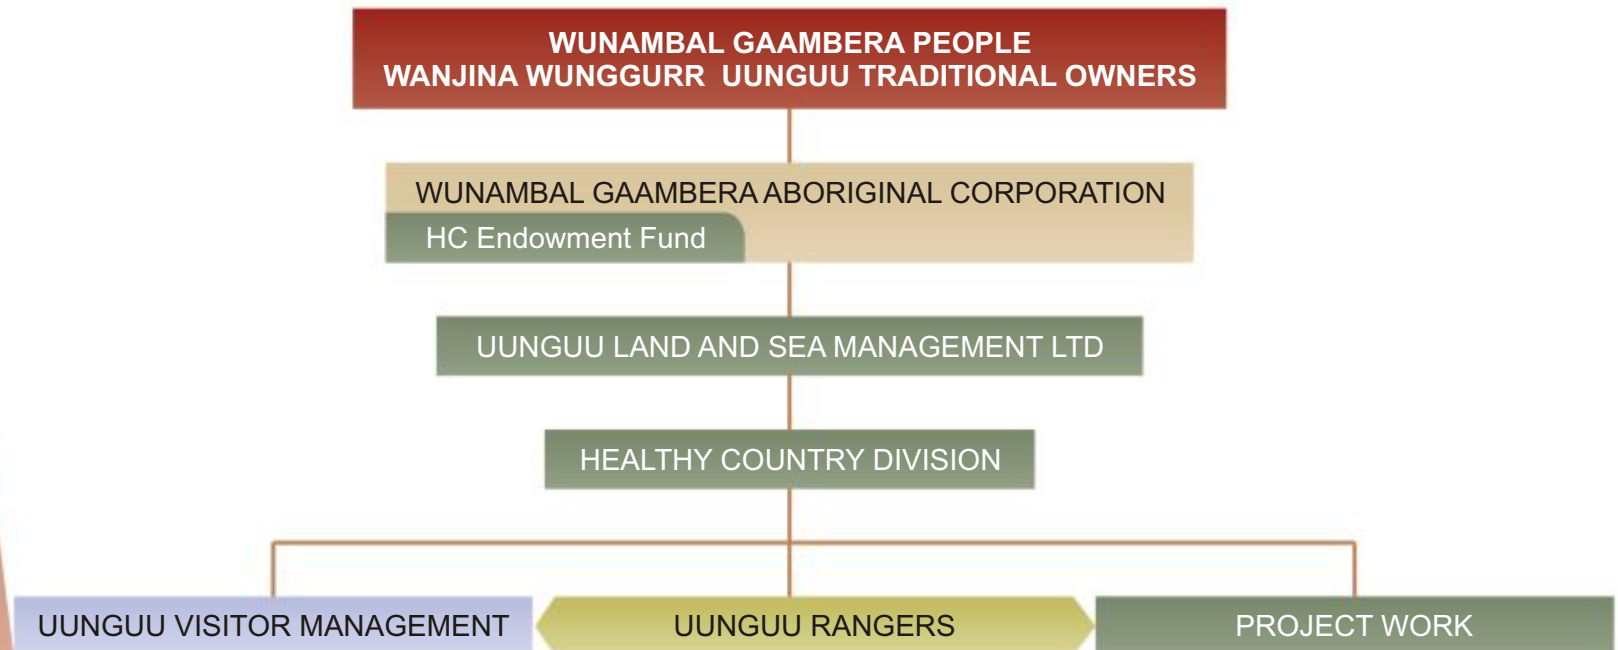 WUNAMBAL GAAMBERA PEOPLE
WANJINA WUNGGURR UUNGUU TRADITIONAL OWNERS
WUNAMBAL GAAMBERA ABORIGINAL CORPORATION
HC Endowment Fund
UUNGUU LAND AND SEA MANAGEMENT LTD
HEALTHY COUNTRY DIVISION
UUNGUU VISITOR MANAGEMENT
UUNGUU RANGERS
PROJECT WORK